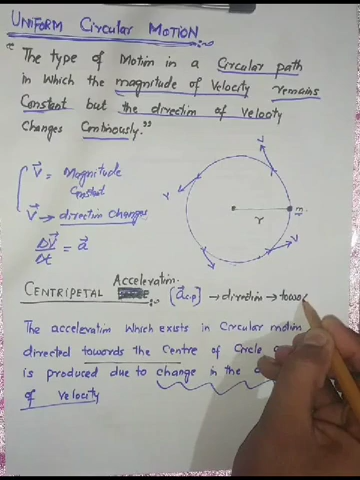 UNIFORM Circular MOTION :-
"The type of Motion in a Circular path
in which the magnitude of Velocity remains
Constant but the direction of velocity
changes Continously."
V⃗ = Magnitude
Constant
V⃗ → direction changes
ΔV⃗/Δt = a⃗
V
V
r
m
V
V
Acceleration
CENTRIPETAL :- [a⃗c.p] → direction → towa
The acceleration which exists in Circular motion
directed towards the Centre of Circle
is produced due to change in the
of velocity